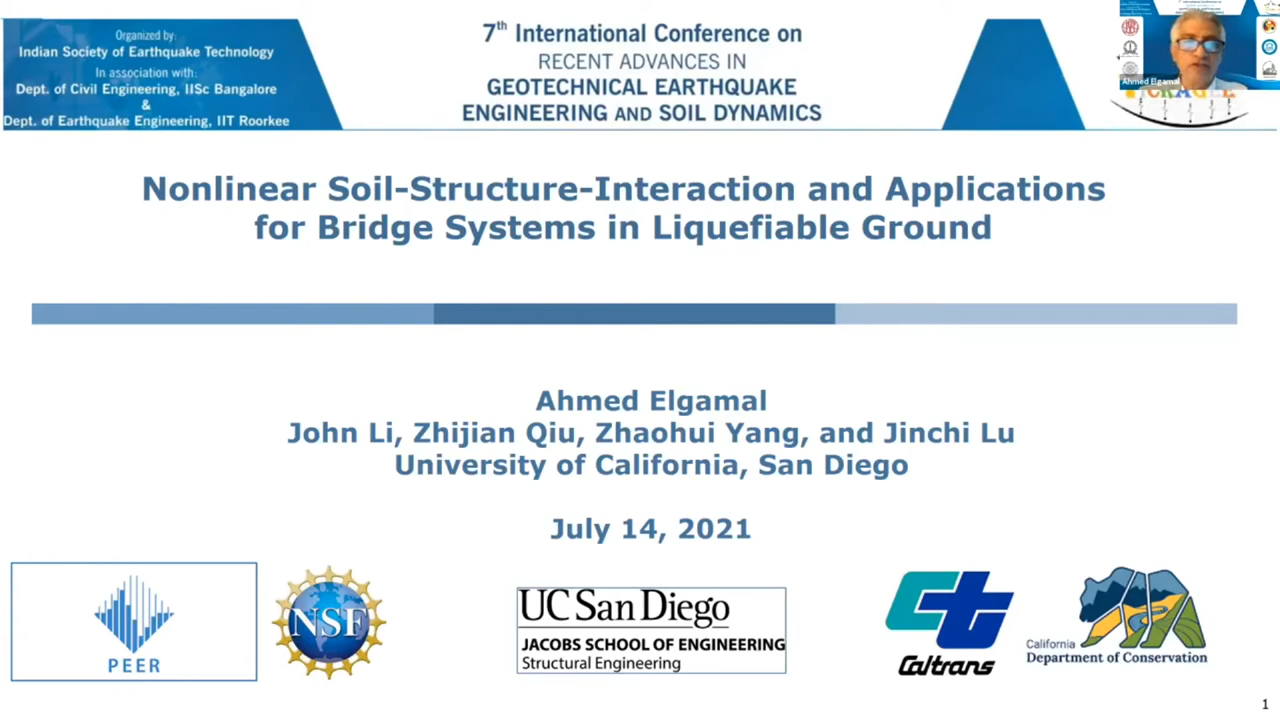 Organized by:
Indian Society of Earthquake Technology
In association with:
Dept. of Civil Engineering, IISc Bangalore
&
Dept. of Earthquake Engineering, IIT Roorkee
7th International Conference on
RECENT ADVANCES IN
GEOTECHNICAL EARTHQUAKE
ENGINEERING AND SOIL DYNAMICS
Ahmed Elgamal
Nonlinear Soil-Structure-Interaction and Applications
for Bridge Systems in Liquefiable Ground
Ahmed Elgamal
John Li, Zhijian Qiu, Zhaohui Yang, and Jinchi Lu
University of California, San Diego
July 14, 2021
PEER
NSF
UC San Diego
JACOBS SCHOOL OF ENGINEERING
Structural Engineering
ct
Caltrans
California
Department of Conservation
1